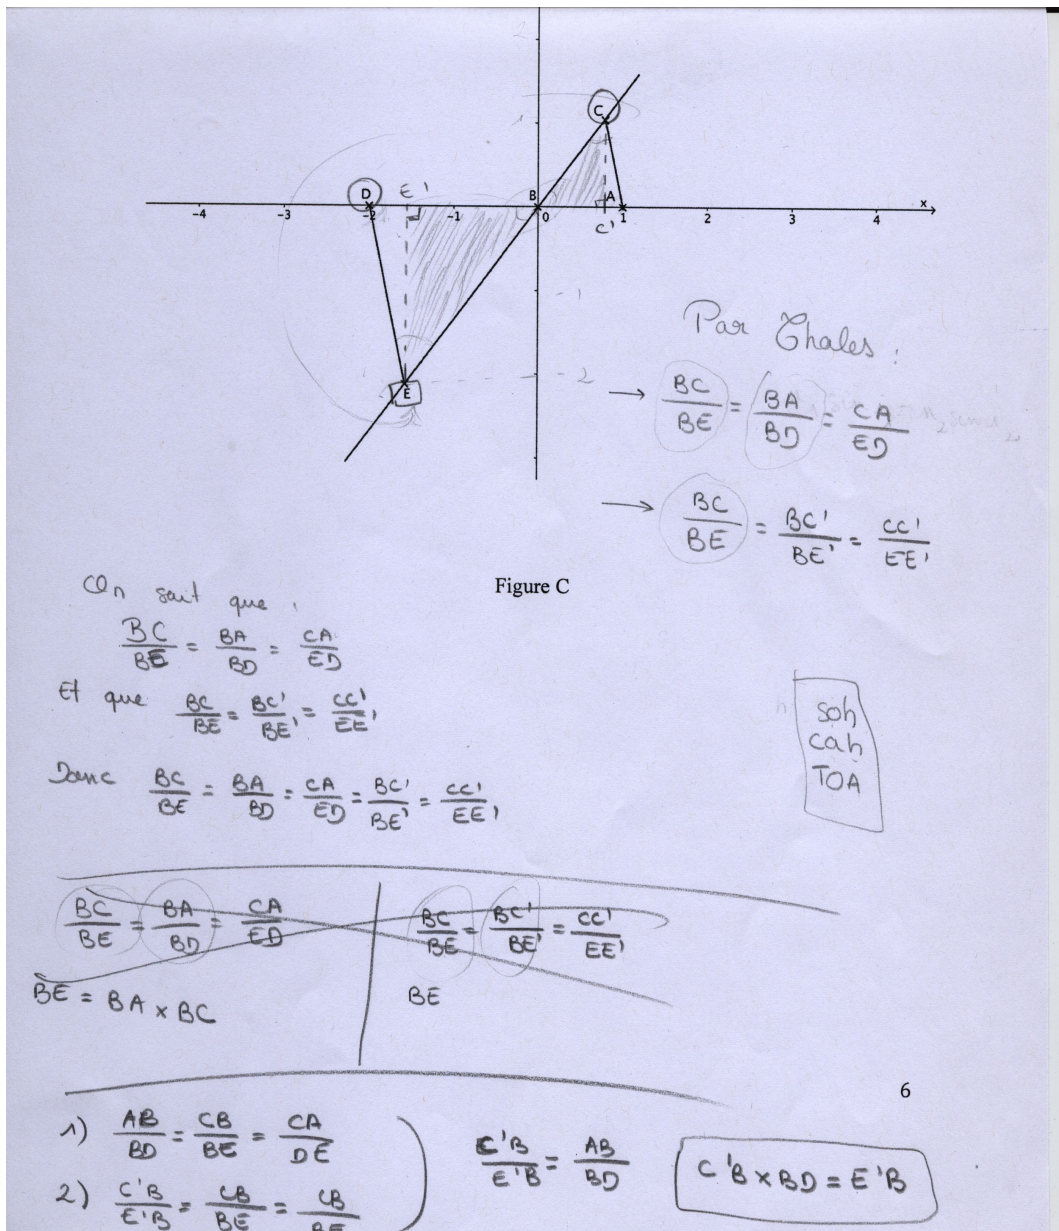 2
C
1
D E' B A x
-4 -3 -2 -1 0 1 2 3 4
C'
-1
E
2
Par Thales :
→ BC/BE = BA/BD = CA/ED
→ BC/BE = BC'/BE' = CC'/EE'
Figure C
On sait que :
BC/BE = BA/BD = CA/ED
Et que BC/BE = BC'/BE' = CC'/EE'
soh
cah
TOA
Donc BC/BE = BA/BD = CA/ED = BC'/BE' = CC'/EE'
BC/BE = BA/BD = CA/ED
BE = BA x BC
BC/BE = BC'/BE' = CC'/EE'
BE
6
1) AB/BD = CB/BE = CA/DE
2) C'B/E'B = CB/BE = CB/BE
C'B/E'B = AB/BD
C'B x BD = E'B